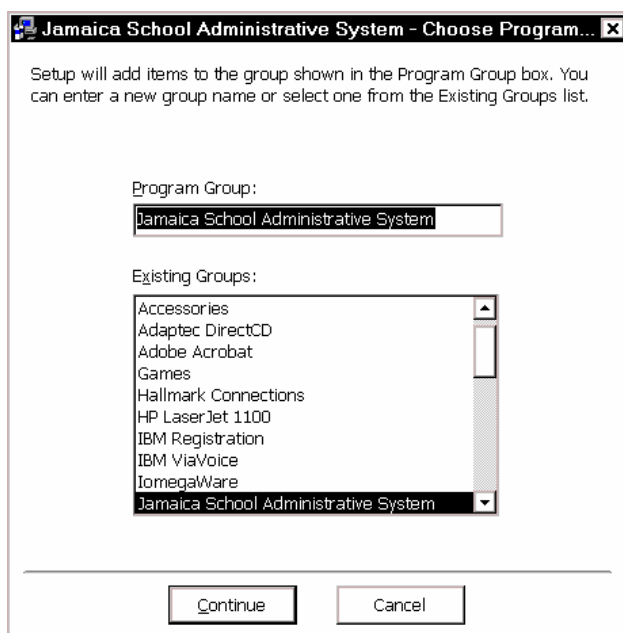 Jamaica School Administrative System - Choose Program...
Setup will add items to the group shown in the Program Group box. You
can enter a new group name or select one from the Existing Groups list.
Program Group:
Jamaica School Administrative System
Existing Groups:
Accessories
Adaptec DirectCD
Adobe Acrobat
Games
Hallmark Connections
HP LaserJet 1100
IBM Registration
IBM ViaVoice
IomegaWare
Jamaica School Administrative System
Continue
Cancel